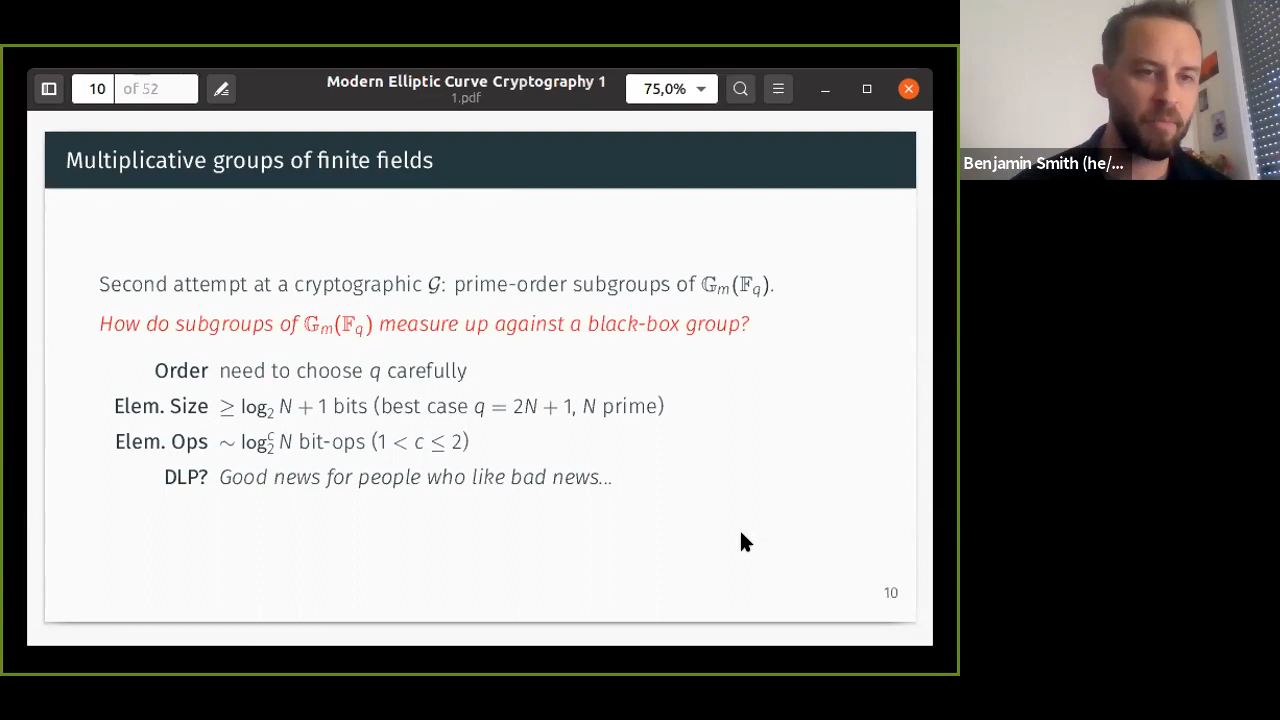 10 of 52
Modern Elliptic Curve Cryptography 1
1.pdf
75,0%
Benjamin Smith (he/...
Multiplicative groups of finite fields
Second attempt at a cryptographic 𝒢: prime-order subgroups of 𝔾ₘ(𝔽_q).
How do subgroups of 𝔾ₘ(𝔽_q) measure up against a black-box group?
Order need to choose q carefully
Elem. Size ≥ log₂ N + 1 bits (best case q = 2N + 1, N prime)
Elem. Ops ∼ log₂^c N bit-ops (1 < c ≤ 2)
DLP? Good news for people who like bad news...
10